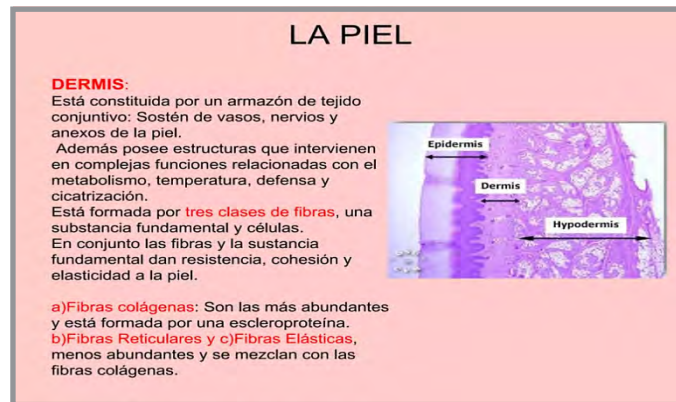 LA PIEL
DERMIS:
Está constituida por un armazón de tejido
conjuntivo: Sostén de vasos, nervios y
anexos de la piel.
Además posee estructuras que intervienen
en complejas funciones relacionadas con el
metabolismo, temperatura, defensa y
cicatrización.
Está formada por tres clases de fibras, una
substancia fundamental y células.
En conjunto las fibras y la sustancia
fundamental dan resistencia, cohesión y
elasticidad a la piel.
a)Fibras colágenas: Son las más abundantes
y está formada por una escleroproteína.
b)Fibras Reticulares y c)Fibras Elásticas,
menos abundantes y se mezclan con las
fibras colágenas.
Epidermis
Dermis
Hypodermis